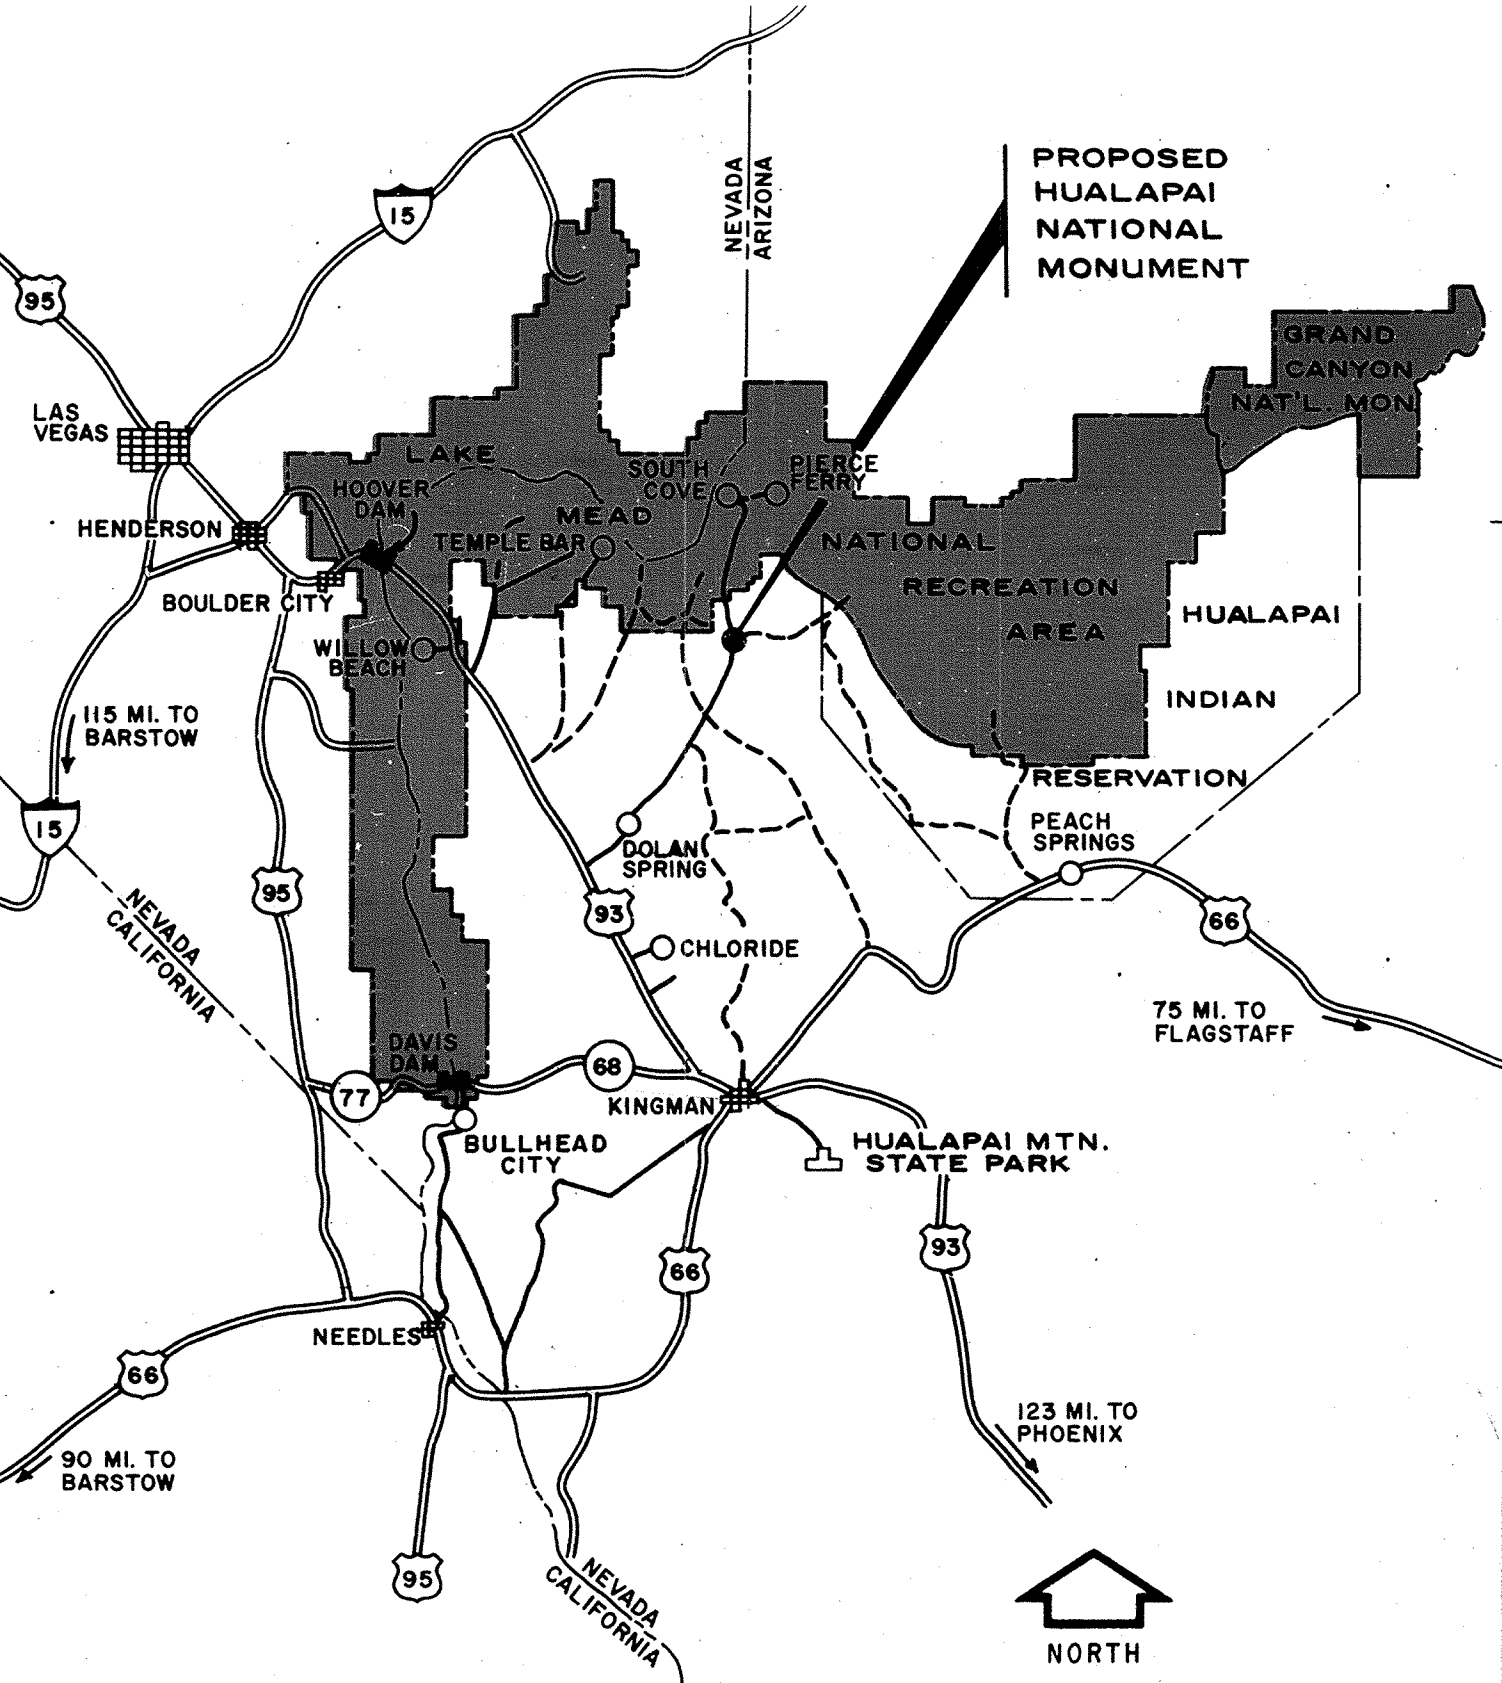 PROPOSED
HUALAPAI
NATIONAL
MONUMENT
NEVADA
ARIZONA
15
95
GRAND
CANYON
NAT'L. MON.
LAS
VEGAS
LAKE
MEAD
NATIONAL
RECREATION
AREA
HOOVER
DAM
SOUTH
COVE
PIERCE
FERRY
TEMPLE BAR
HENDERSON
BOULDER CITY
WILLOW
BEACH
HUALAPAI
INDIAN
RESERVATION
115 MI. TO
BARSTOW
15
95
NEVADA
CALIFORNIA
DOLAN
SPRING
93
CHLORIDE
PEACH
SPRINGS
66
75 MI. TO
FLAGSTAFF
DAVIS
DAM
77
68
KINGMAN
BULLHEAD
CITY
HUALAPAI MTN.
STATE PARK
93
66
NEEDLES
66
90 MI. TO
BARSTOW
95
123 MI. TO
PHOENIX
NEVADA
CALIFORNIA
NORTH